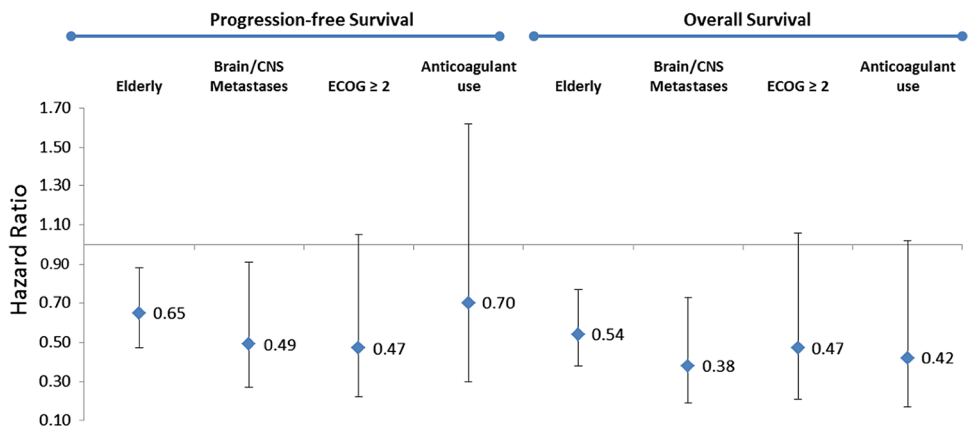 Progression-free Survival
Overall Survival
Elderly
Brain/CNS
Metastases
ECOG ≥ 2
Anticoagulant
use
Elderly
Brain/CNS
Metastases
ECOG ≥ 2
Anticoagulant
use
Hazard Ratio
1.70
1.50
1.30
1.10
0.90
0.70
0.50
0.30
0.10
0.65
0.49
0.47
0.70
0.54
0.38
0.47
0.42